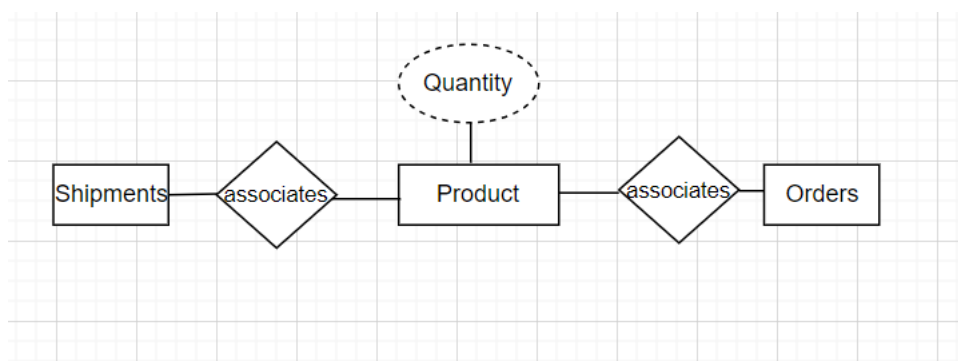 Quantity
Shipments
associates
Product
associates
Orders